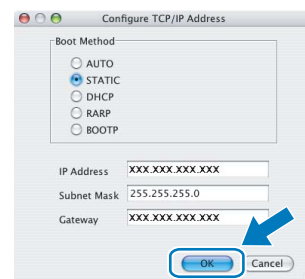 Configure TCP/IP Address
Boot Method
AUTO
STATIC
DHCP
RARP
BOOTP
IP Address XXX.XXX.XXX.XXX
Subnet Mask 255.255.255.0
Gateway XXX.XXX.XXX.XXX
OK Cancel